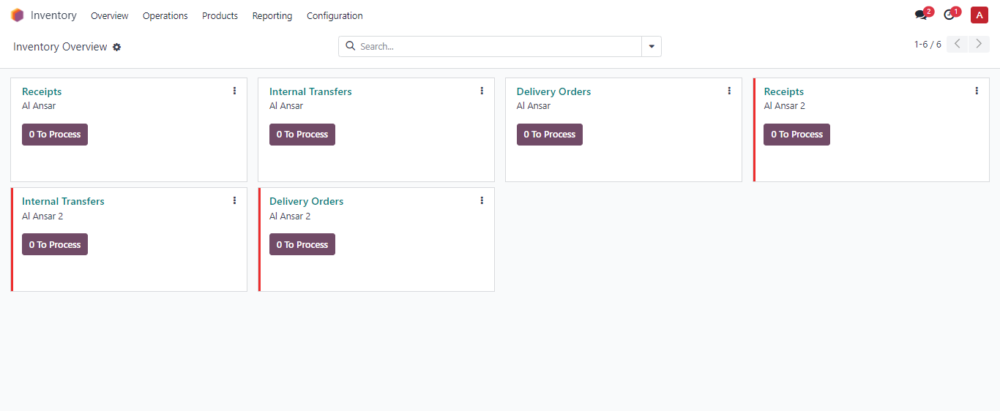 Inventory Overview Operations Products Reporting Configuration 2 1 A
Inventory Overview Search... 1-6 / 6
Receipts Internal Transfers Delivery Orders Receipts
Al Ansar Al Ansar Al Ansar Al Ansar 2
0 To Process 0 To Process 0 To Process 0 To Process
Internal Transfers Delivery Orders
Al Ansar 2 Al Ansar 2
0 To Process 0 To Process